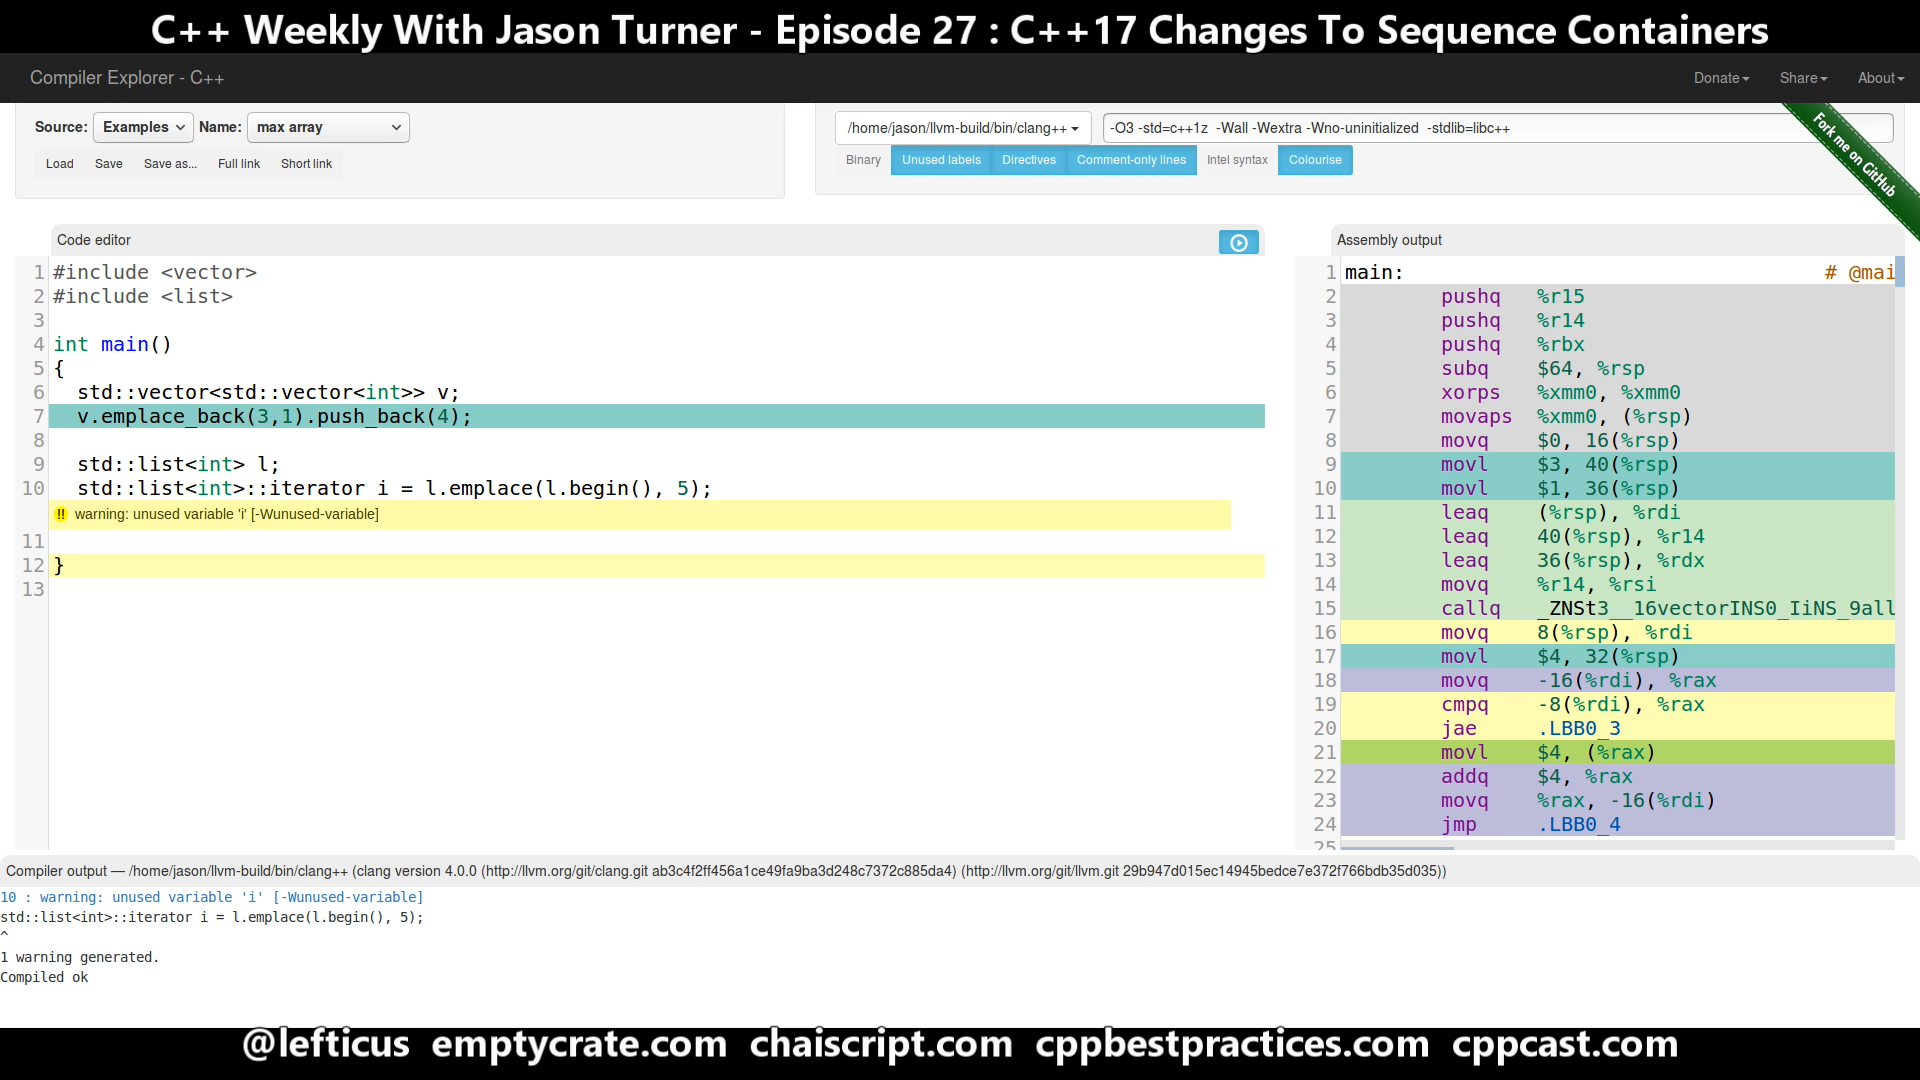 C++ Weekly With Jason Turner - Episode 27 : C++17 Changes To Sequence Containers
Compiler Explorer - C++
Donate Share About
Source: Examples Name: max array
Load Save Save as... Full link Short link
/home/jason/llvm-build/bin/clang++ -O3 -std=c++1z -Wall -Wextra -Wno-uninitialized -stdlib=libc++
Binary Unused labels Directives Comment-only lines Intel syntax Colourise
Fork me on GitHub
Code editor
1 #include <vector>
2 #include <list>
3
4 int main()
5 {
6 std::vector<std::vector<int>> v;
7 v.emplace_back(3,1).push_back(4);
8
9 std::list<int> l;
10 std::list<int>::iterator i = l.emplace(l.begin(), 5);
!! warning: unused variable 'i' [-Wunused-variable]
11
12 }
13
Assembly output
1 main: # @mai
2 pushq %r15
3 pushq %r14
4 pushq %rbx
5 subq $64, %rsp
6 xorps %xmm0, %xmm0
7 movaps %xmm0, (%rsp)
8 movq $0, 16(%rsp)
9 movl $3, 40(%rsp)
10 movl $1, 36(%rsp)
11 leaq (%rsp), %rdi
12 leaq 40(%rsp), %r14
13 leaq 36(%rsp), %rdx
14 movq %r14, %rsi
15 callq _ZNSt3__16vectorINS0_IiNS_9all
16 movq 8(%rsp), %rdi
17 movl $4, 32(%rsp)
18 movq -16(%rdi), %rax
19 cmpq -8(%rdi), %rax
20 jae .LBB0_3
21 movl $4, (%rax)
22 addq $4, %rax
23 movq %rax, -16(%rdi)
24 jmp .LBB0_4
25
Compiler output — /home/jason/llvm-build/bin/clang++ (clang version 4.0.0 (http://llvm.org/git/clang.git ab3c4f2ff456a1ce49fa9ba3d248c7372c885da4) (http://llvm.org/git/llvm.git 29b947d015ec14945bedce7e372f766bdb35d035))
10 : warning: unused variable 'i' [-Wunused-variable]
std::list<int>::iterator i = l.emplace(l.begin(), 5);
^
1 warning generated.
Compiled ok
@lefticus emptycrate.com chaiscript.com cppbestpractices.com cppcast.com